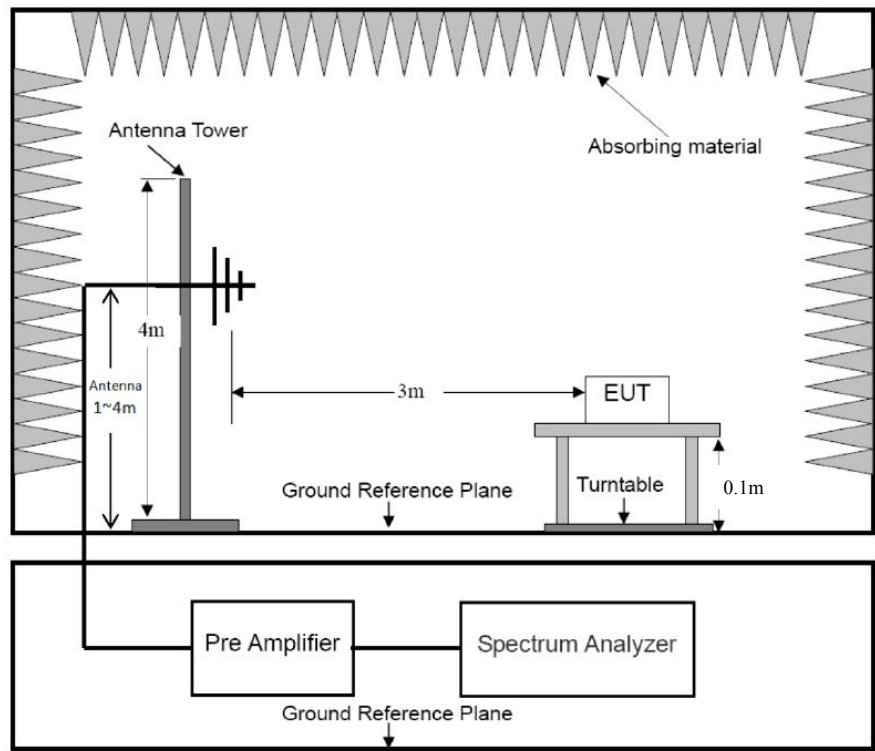 Antenna Tower
Absorbing material
4m
Antenna
1~4m
3m
EUT
Ground Reference Plane
Turntable
0.1m
Pre Amplifier
Spectrum Analyzer
Ground Reference Plane